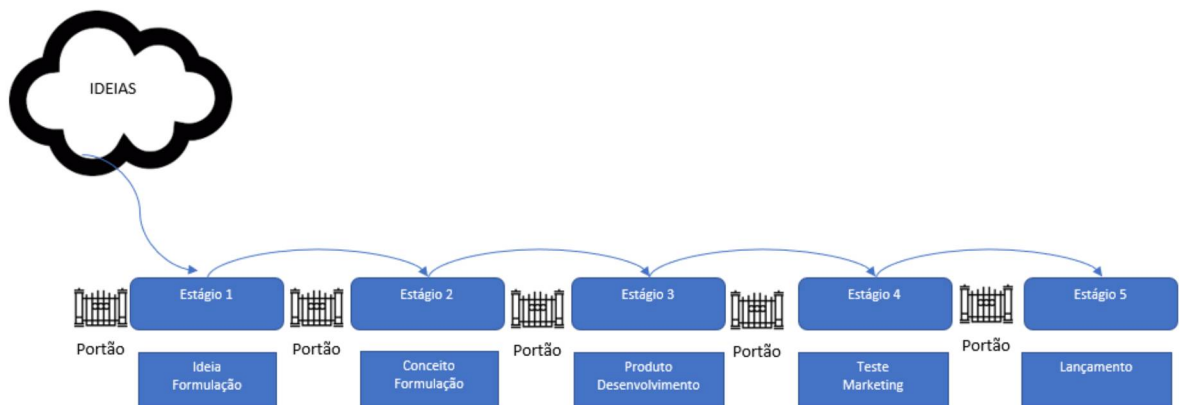 IDEIAS
Estágio 1
Estágio 2
Estágio 3
Estágio 4
Estágio 5
Portão
Portão
Portão
Portão
Portão
Ideia
Formulação
Conceito
Formulação
Produto
Desenvolvimento
Teste
Marketing
Lançamento